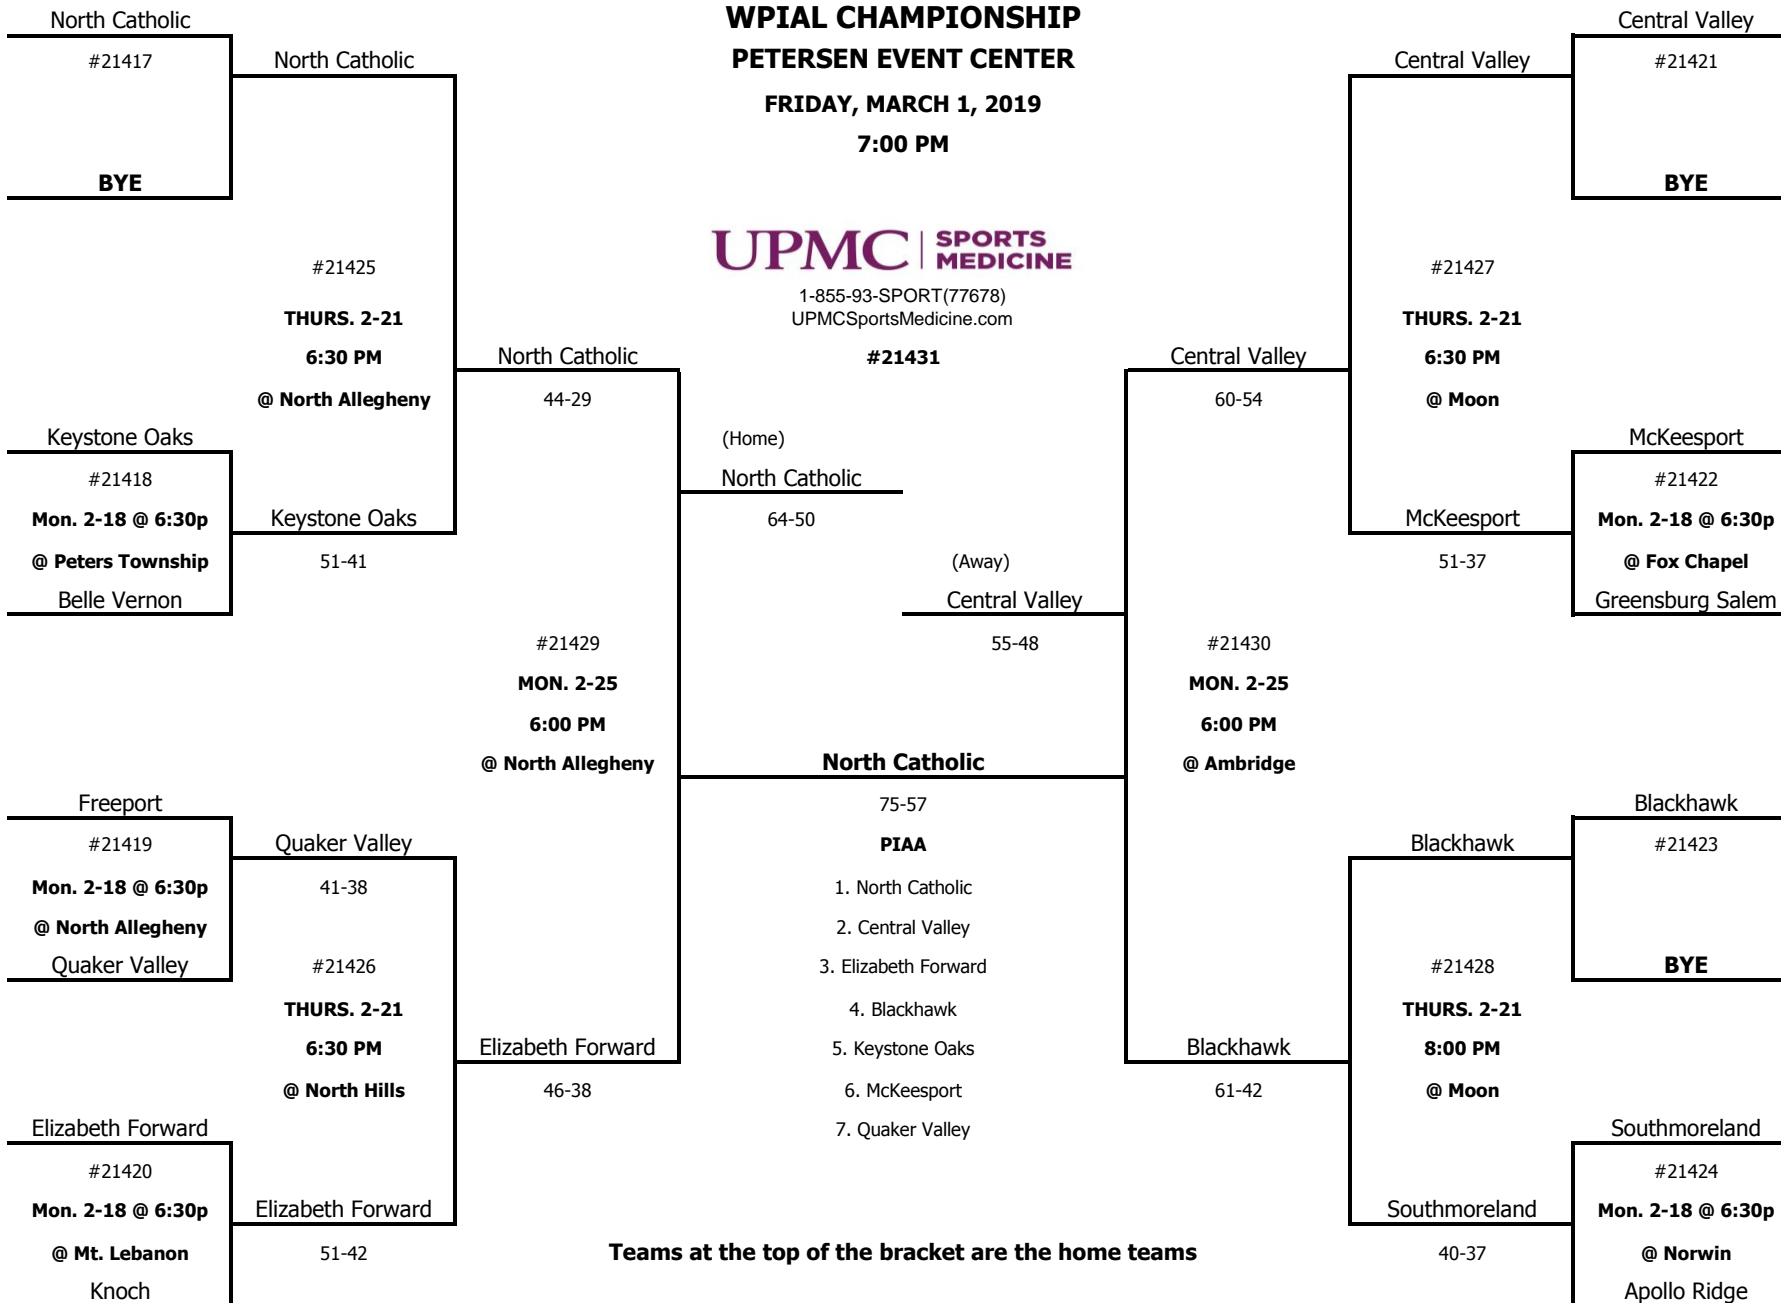 WPIAL CHAMPIONSHIP
PETERSEN EVENT CENTER
FRIDAY, MARCH 1, 2019
7:00 PM
UPMC | SPORTS MEDICINE
1-855-93-SPORT(77678)
UPMCSportsMedicine.com
#21431
North Catholic
#21417
BYE
Keystone Oaks
#21418
Mon. 2-18 @ 6:30p
@ Peters Township
Belle Vernon
Freeport
#21419
Mon. 2-18 @ 6:30p
@ North Allegheny
Quaker Valley
Elizabeth Forward
#21420
Mon. 2-18 @ 6:30p
@ Mt. Lebanon
Knoch
North Catholic
#21425
THURS. 2-21
6:30 PM
@ North Allegheny
Keystone Oaks
51-41
Quaker Valley
41-38
#21426
THURS. 2-21
6:30 PM
@ North Hills
Elizabeth Forward
51-42
North Catholic
44-29
#21429
MON. 2-25
6:00 PM
@ North Allegheny
Elizabeth Forward
46-38
(Home)
North Catholic
64-50
(Away)
Central Valley
55-48
North Catholic
75-57
PIAA
1. North Catholic
2. Central Valley
3. Elizabeth Forward
4. Blackhawk
5. Keystone Oaks
6. McKeesport
7. Quaker Valley
Teams at the top of the bracket are the home teams
Central Valley
60-54
#21430
MON. 2-25
6:00 PM
@ Ambridge
Blackhawk
61-42
Central Valley
#21427
THURS. 2-21
6:30 PM
@ Moon
McKeesport
51-37
Blackhawk
#21428
THURS. 2-21
8:00 PM
@ Moon
Southmoreland
40-37
Central Valley
#21421
BYE
McKeesport
#21422
Mon. 2-18 @ 6:30p
@ Fox Chapel
Greensburg Salem
Blackhawk
#21423
BYE
Southmoreland
#21424
Mon. 2-18 @ 6:30p
@ Norwin
Apollo Ridge